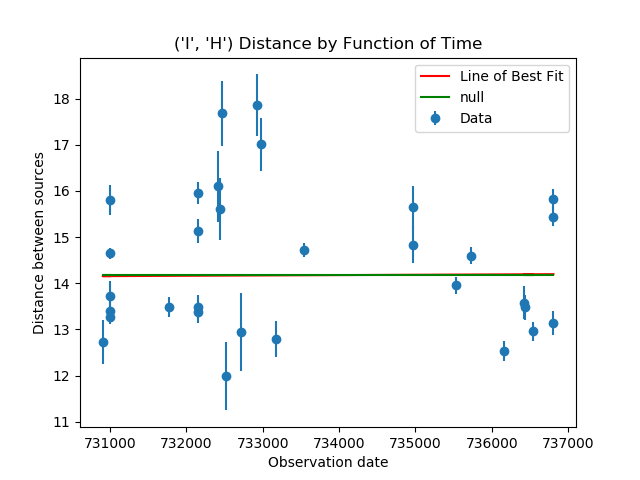 ('I', 'H') Distance by Function of Time
Line of Best Fit
null
Data
Distance between sources
18
17
16
15
14
13
12
11
731000 732000 733000 734000 735000 736000 737000
Observation date